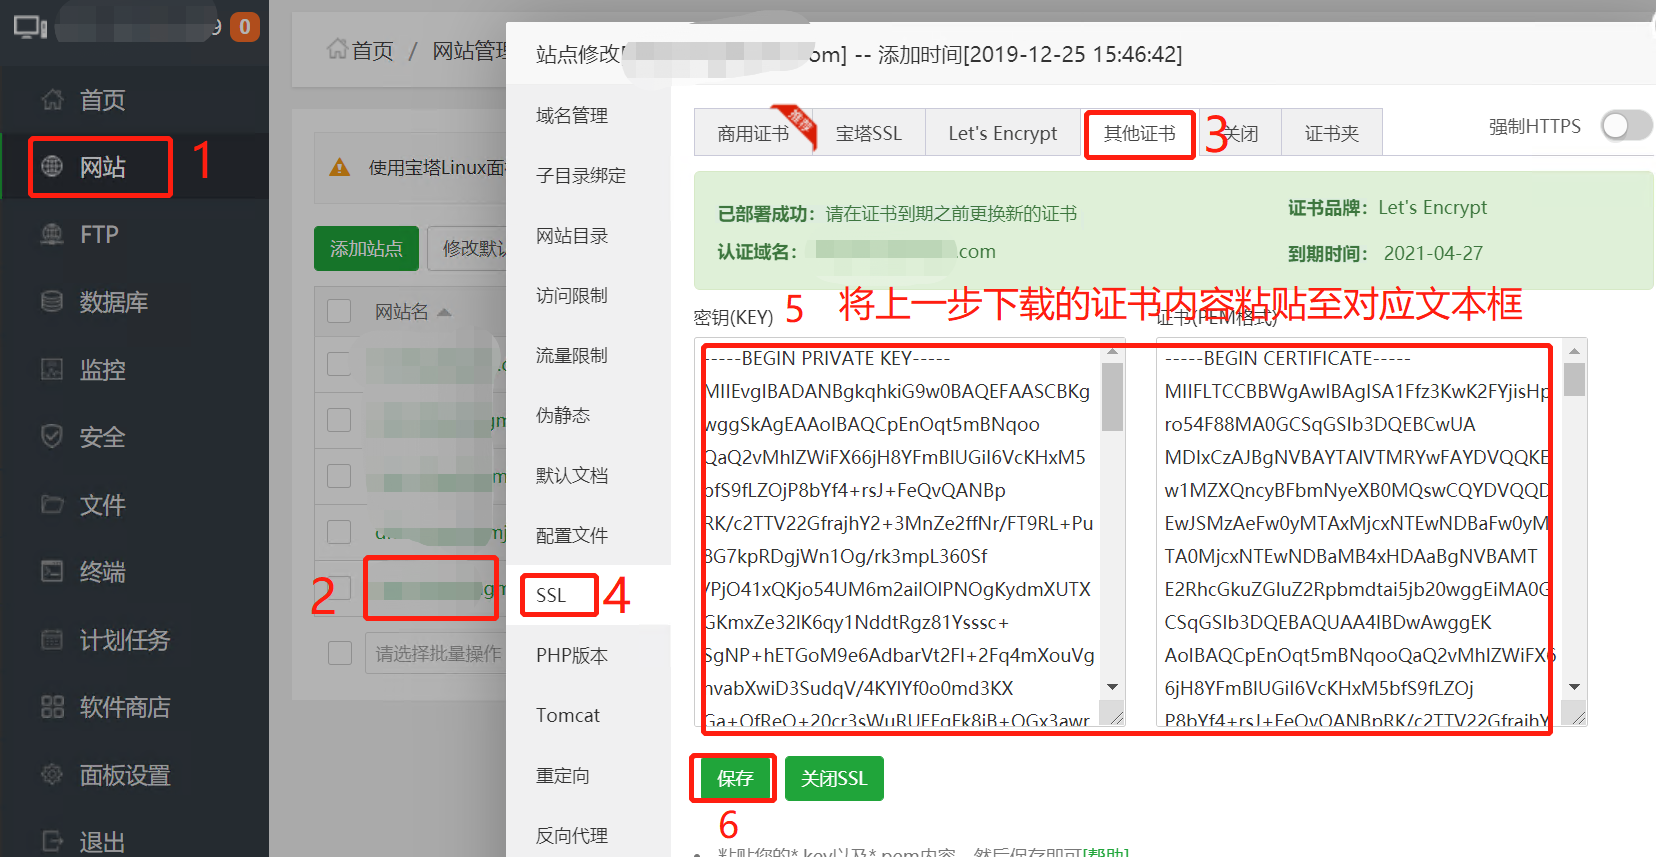 9 0
首页
网站 1
FTP
数据库
监控
安全
文件
终端
计划任务
软件商店
面板设置
退出
首页 / 网站管理
使用宝塔Linux面
添加站点
修改默
网站名
请选择批量操作
2
站点修改[ om] -- 添加时间[2019-12-25 15:46:42]
域名管理
子目录绑定
网站目录
访问限制
流量限制
伪静态
默认文档
配置文件
SSL 4
PHP版本
Tomcat
重定向
反向代理
商用证书 推荐 宝塔SSL Let's Encrypt 其他证书 3 关闭 证书夹 强制HTTPS
已部署成功: 请在证书到期之前更换新的证书
证书品牌: Let's Encrypt
认证域名: .com
到期时间: 2021-04-27
5 将上一步下载的证书内容粘贴至对应文本框
密钥(KEY)
证书(PEM格式)
-----BEGIN PRIVATE KEY-----
MIIEvgIBADANBgkqhkiG9w0BAQEFAASCBKg
wggSkAgEAAoIBAQCpEnOqt5mBNqoo
QaQ2vMhIZWiFX66jH8YFmBlUGiI6VcKHxM5
bfS9fLZOjP8bYf4+rsJ+FeQvQANBp
RK/c2TTV22GfrajhY2+3MnZe2ffNr/FT9RL+Pu
8G7kpRDgjWn1Og/rk3mpL360Sf
/PjO41xQKjo54UM6m2ailOIPNOgKydmXUTX
GKmxZe32lK6qy1NddtRgz81Ysssc+
SgNP+hETGoM9e6AdbarVt2FI+2Fq4mXouVg
nvabXwiD3SudqV/4KYIYf0o0md3KX
Ga+OfReO+20cr3sWuRUEEqEk8iB+OGx3awr
-----BEGIN CERTIFICATE-----
MIIFLTCCBBWgAwIBAgISA1Ffz3KwK2FYjisHp
ro54F88MA0GCSqGSIb3DQEBCwUA
MDIxCzAJBgNVBAYTAlVTMRYwFAYDVQQKE
w1MZXQncyBFbmNyeXB0MQswCQYDVQQD
EwJSMzAeFw0yMTAxMjcxNTEwNDBaFw0yM
TA0MjcxNTEwNDBaMB4xHDAaBgNVBAMT
E2RhcGkuZGluZ2Rpbmdtai5jb20wggEiMA0G
CSqGSIb3DQEBAQUAA4IBDwAwggEK
AoIBAQCpEnOqt5mBNqooQaQ2vMhIZWiFX6
6jH8YFmBlUGiI6VcKHxM5bfS9fLZOj
P8bYf4+rsJ+FeQvQANBpRK/c2TTV22GfrajhY
保存 关闭SSL
6
粘贴您的*.key以及*.pem内容，然后保存即可[帮助]